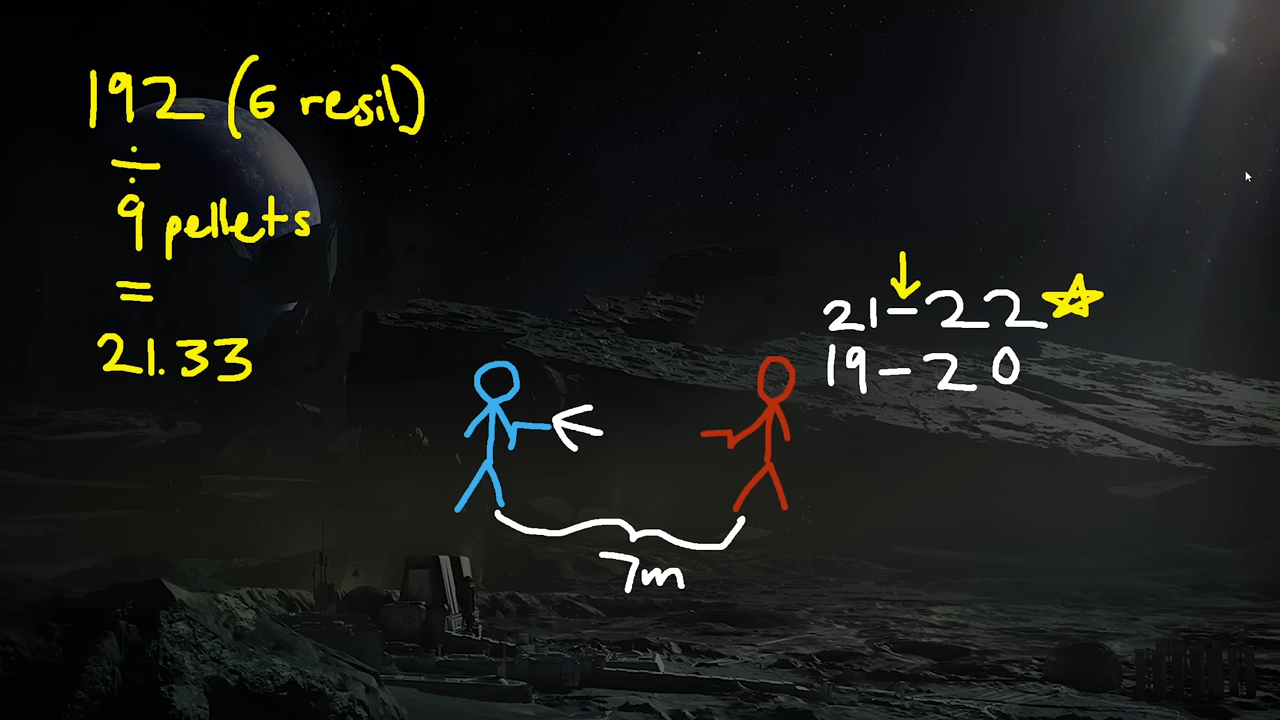 192 (6 resil)
÷
9 pellets
=
21.33
21-22
19-20
7m